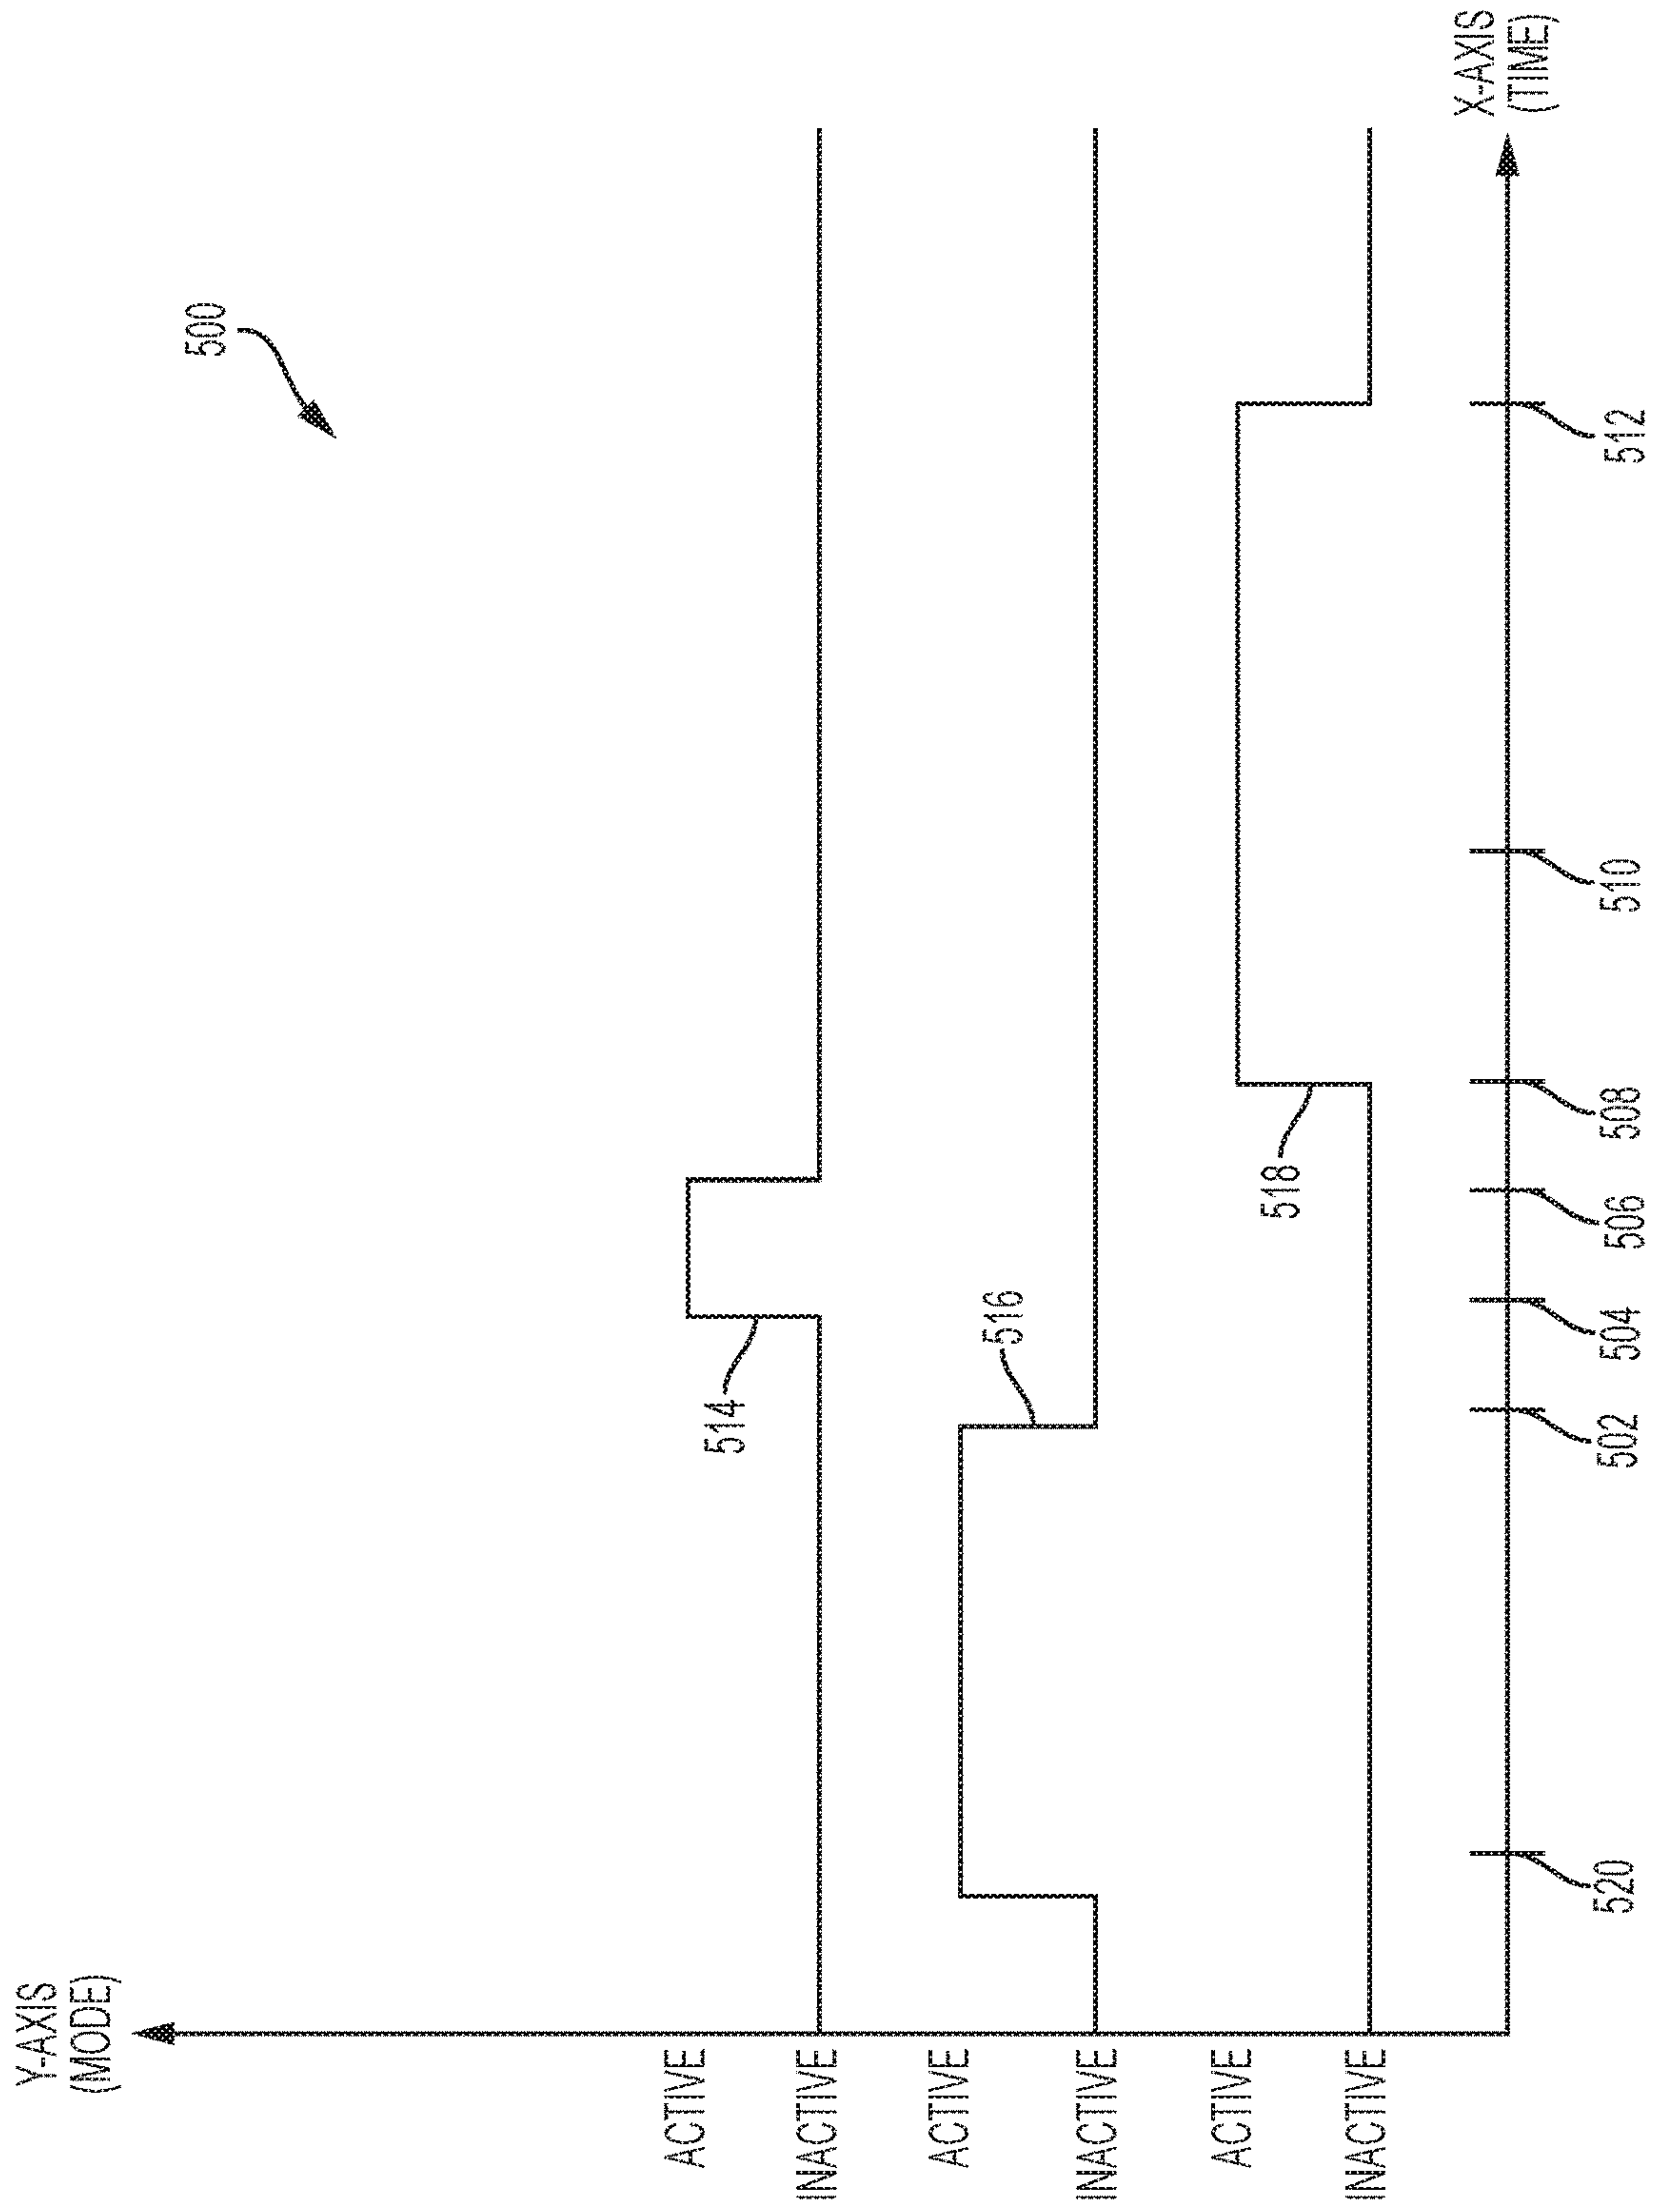 Y-AXIS
(MODE)
500
ACTIVE
514
INACTIVE
ACTIVE
516
INACTIVE
ACTIVE
518
INACTIVE
X-AXIS
(TIME)
520
502
504
506
508
510
512